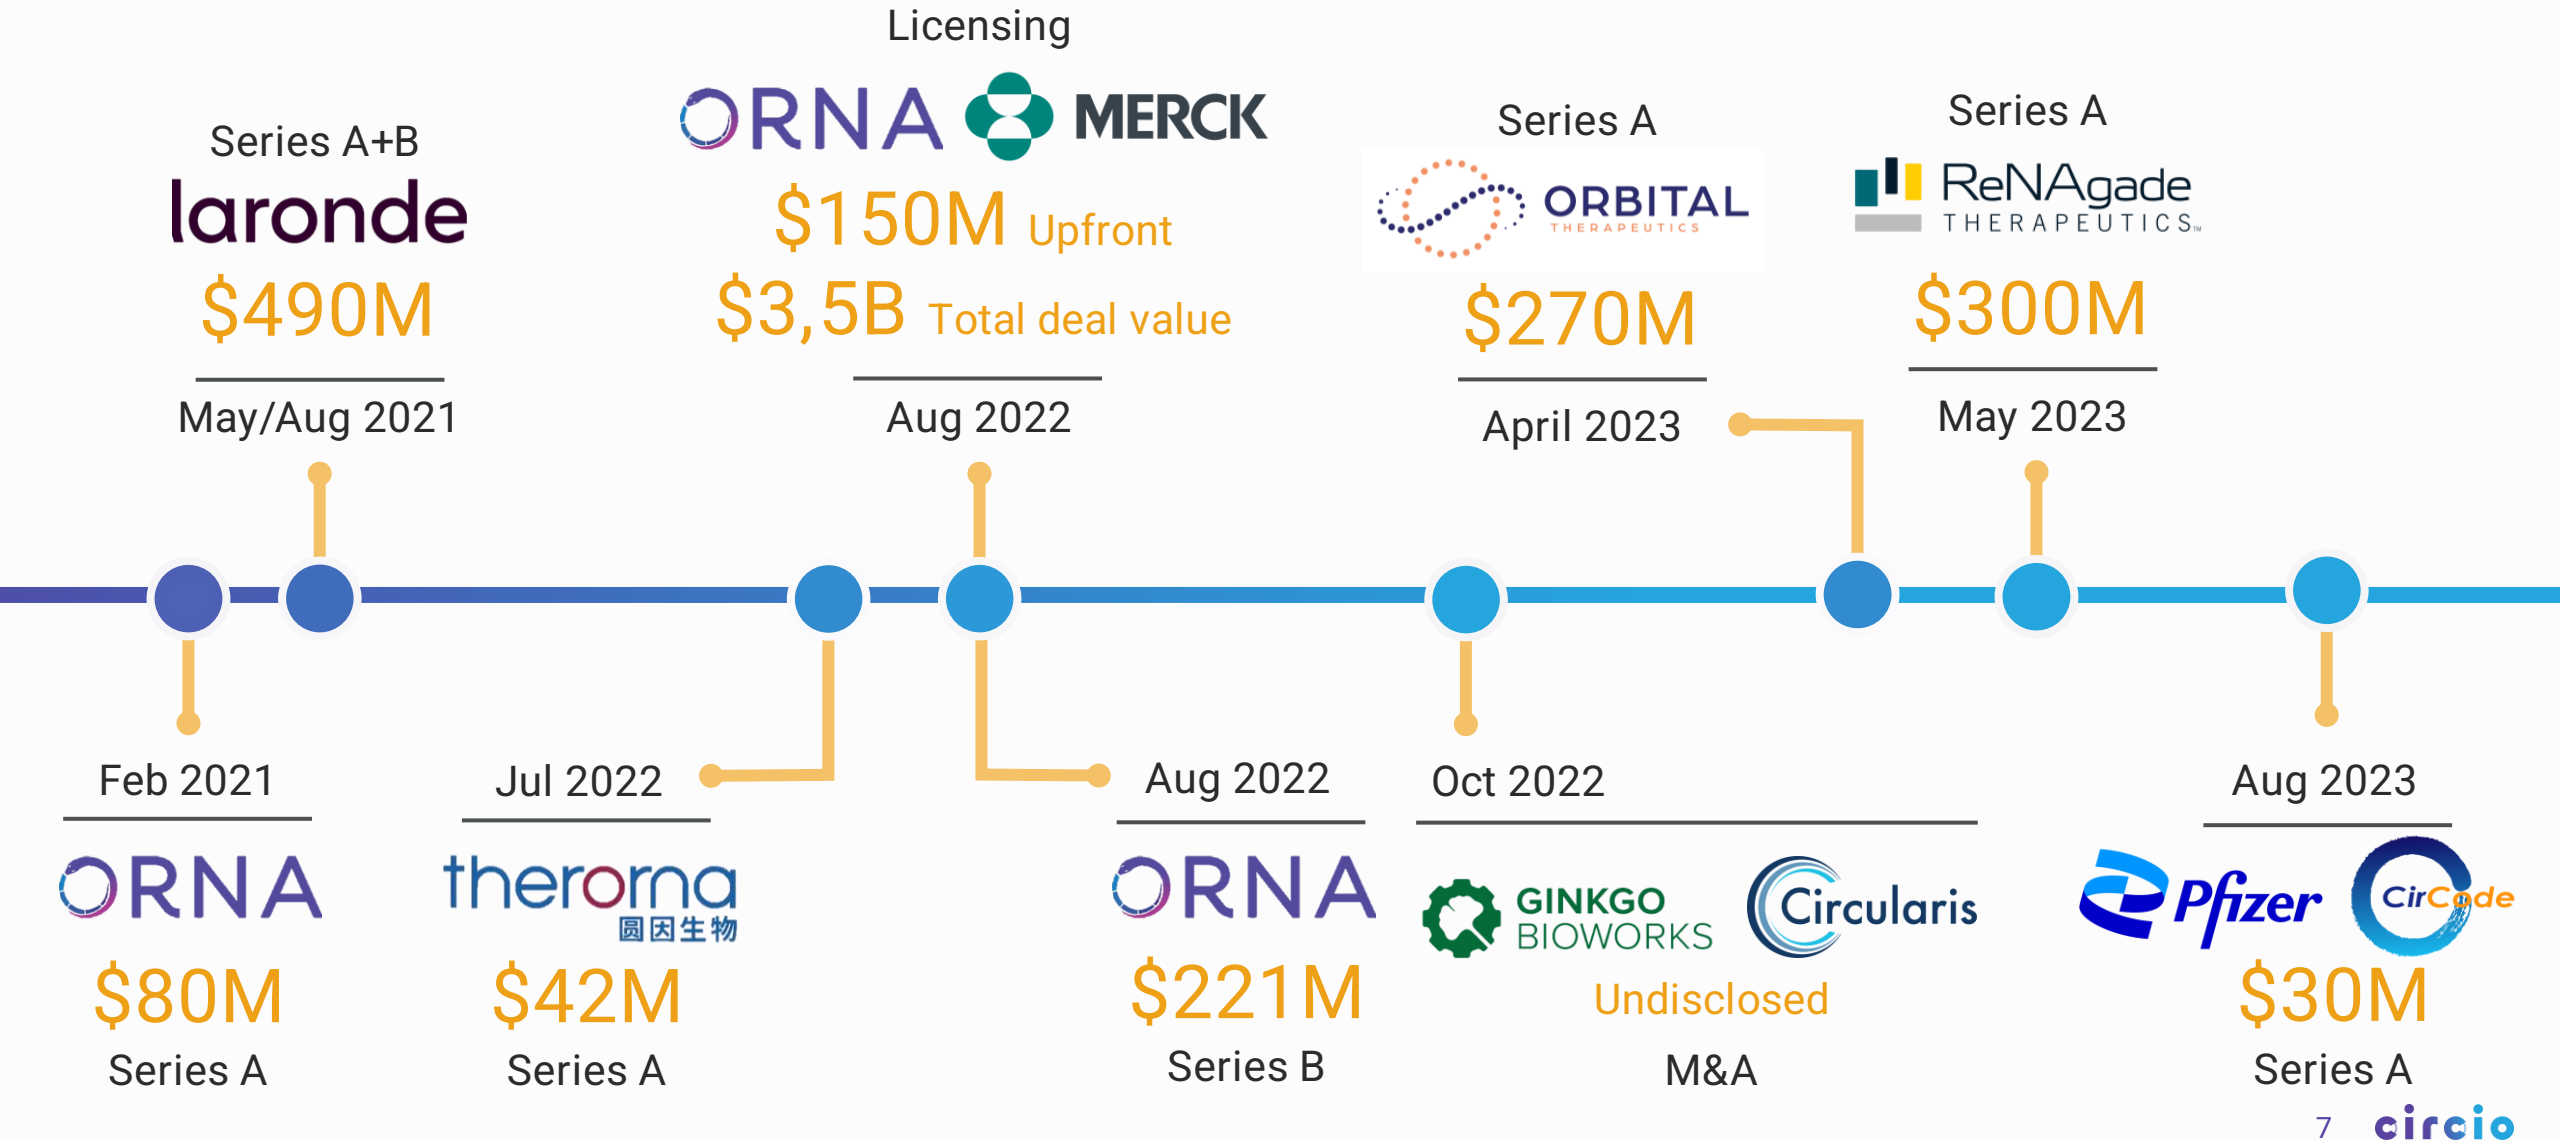 Series A+B
laronde
$490M
May/Aug 2021
Licensing
ORNA MERCK
$150M Upfront
$3,5B Total deal value
Aug 2022
Series A
ORBITAL
THERAPEUTICS
$270M
April 2023
Series A
ReNAgade
THERAPEUTICS™
$300M
May 2023
Feb 2021
ORNA
$80M
Series A
Jul 2022
therorna
圆因生物
$42M
Series A
Aug 2022
ORNA
$221M
Series B
Oct 2022
GINKGO
BIOWORKS
Circularis
Undisclosed
M&A
Aug 2023
Pfizer CirCode
$30M
Series A
7 circio